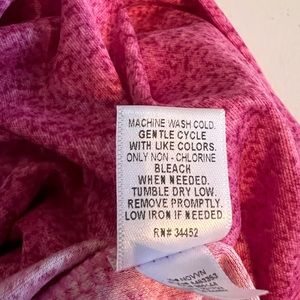 MACHINE WASH COLD.
GENTLE CYCLE
WITH LIKE COLORS.
ONLY NON - CHLORINE
BLEACH
WHEN NEEDED.
TUMBLE DRY LOW.
REMOVE PROMPTLY.
LOW IRON IF NEEDED.
RN# 34452